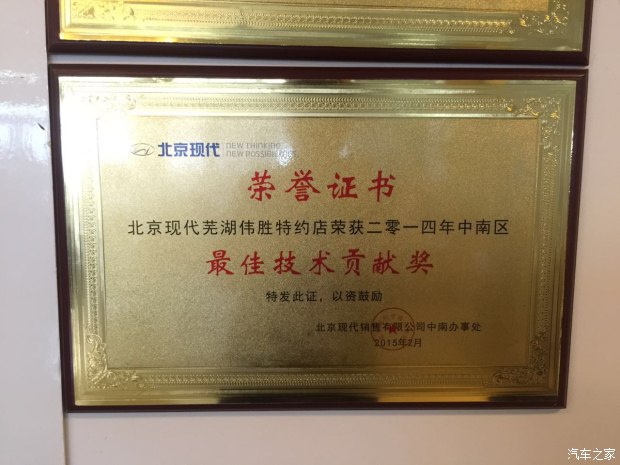 北京现代 NEW THINKING.
NEW POSSIBILITIES.
荣誉证书
北京现代芜湖伟胜特约店荣获二零一四年中南区
最佳技术贡献奖
特发此证，以资鼓励
北京现代销售有限公司中南办事处
2015年2月
汽车之家